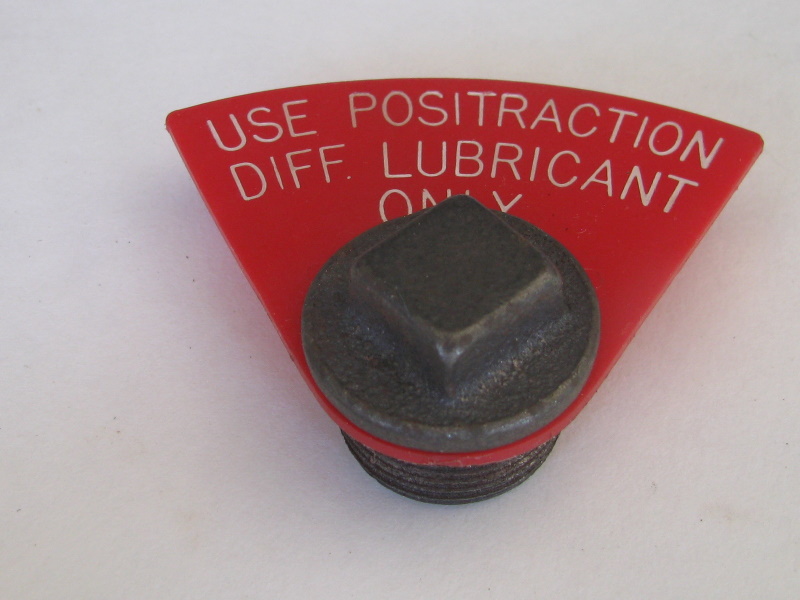 USE POSITRACTION
DIFF. LUBRICANT
ONLY